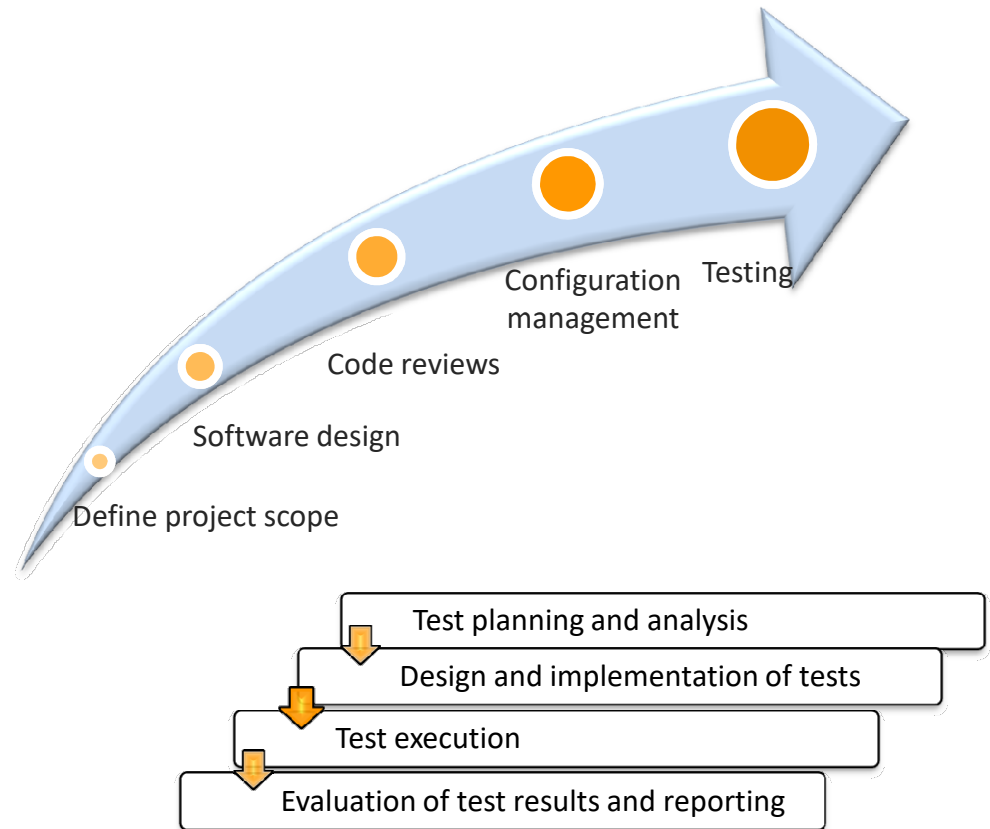 Configuration
management
Testing
Code reviews
Software design
Define project scope
Test planning and analysis
Design and implementation of tests
Test execution
Evaluation of test results and reporting